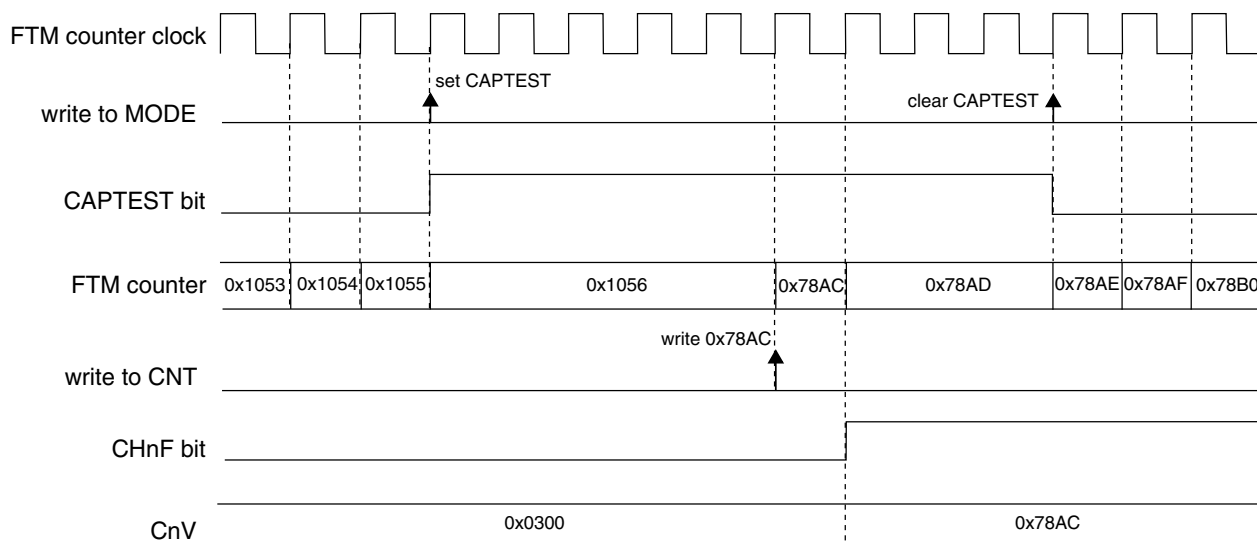 FTM counter clock
set CAPTEST
write to MODE
clear CAPTEST
CAPTEST bit
FTM counter
0x1053 0x1054 0x1055 0x1056 0x78AC 0x78AD 0x78AE 0x78AF 0x78B0
write 0x78AC
write to CNT
CHnF bit
CnV
0x0300 0x78AC